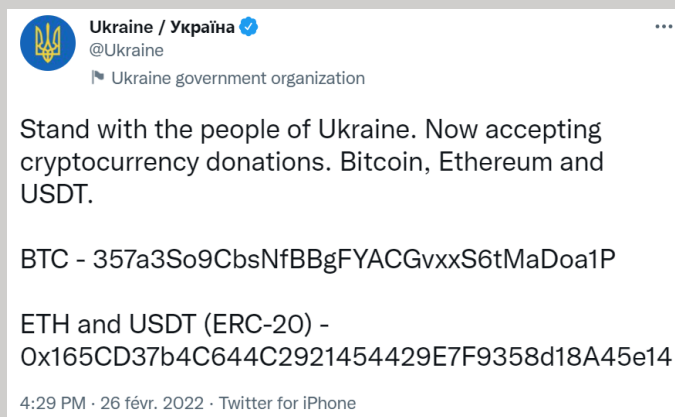 Ukraine / Україна
@Ukraine
Ukraine government organization
Stand with the people of Ukraine. Now accepting
cryptocurrency donations. Bitcoin, Ethereum and
USDT.
BTC - 357a3So9CbsNfBBgFYACGvxxS6tMaDoa1P
ETH and USDT (ERC-20) -
0x165CD37b4C644C2921454429E7F9358d18A45e14
4:29 PM · 26 févr. 2022 · Twitter for iPhone